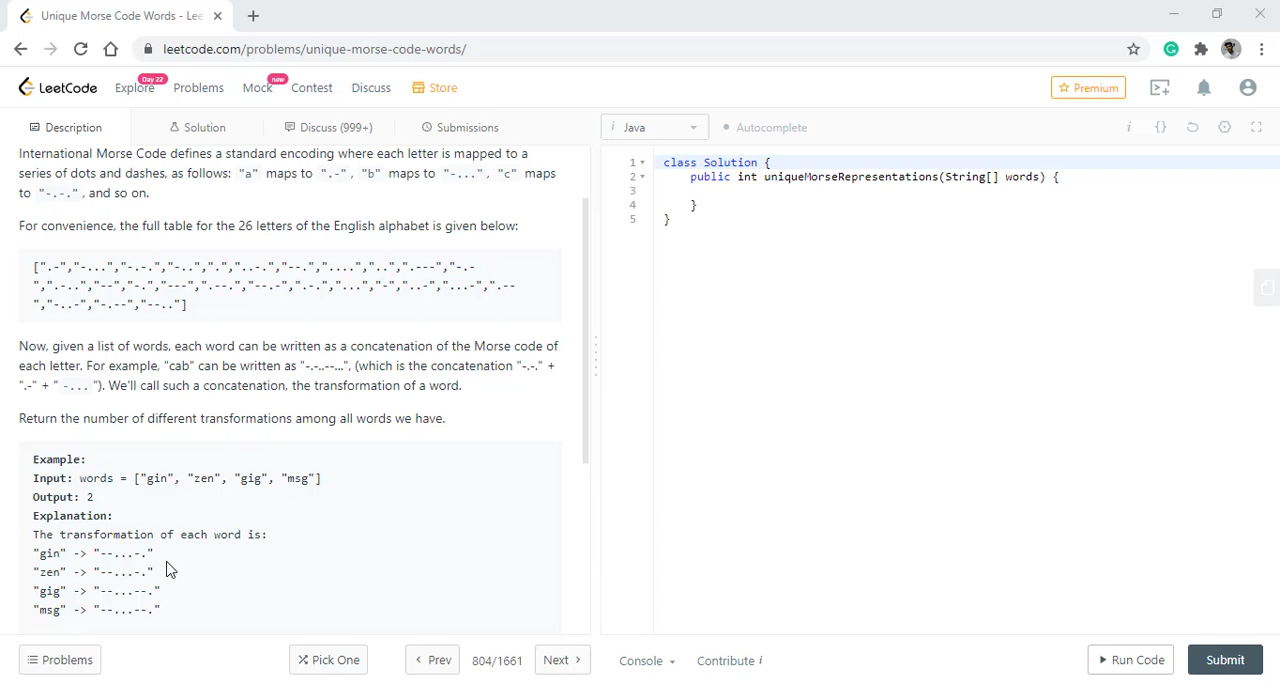 Unique Morse Code Words - Lee
leetcode.com/problems/unique-morse-code-words/
LeetCode
Explore
Day 22
Problems
Mock
new
Contest
Discuss
Store
Premium
Description
Solution
Discuss (999+)
Submissions
i Java
Autocomplete
International Morse Code defines a standard encoding where each letter is mapped to a
series of dots and dashes, as follows: "a" maps to ".-", "b" maps to "-...", "c" maps
to "-.-.", and so on.
For convenience, the full table for the 26 letters of the English alphabet is given below:
[".-","-...","-.-.","-..",".","..-.","--.","....","..",".---","-.-
",".-..","--","-.","---",".--.","--.-",".-.","...","-","..-","...-",".--
","-..-","-.--","--.."]
Now, given a list of words, each word can be written as a concatenation of the Morse code of
each letter. For example, "cab" can be written as "-.-..--...", (which is the concatenation "-.-." +
".-" + " -... "). We'll call such a concatenation, the transformation of a word.
Return the number of different transformations among all words we have.
Example:
Input: words = ["gin", "zen", "gig", "msg"]
Output: 2
Explanation:
The transformation of each word is:
"gin" -> "--...-."
"zen" -> "--...-."
"gig" -> "--...--."
"msg" -> "--...--."
1 class Solution {
2 public int uniqueMorseRepresentations(String[] words) {
3
4 }
5 }
Problems
Pick One
Prev
804/1661
Next
Console
Contribute i
Run Code
Submit